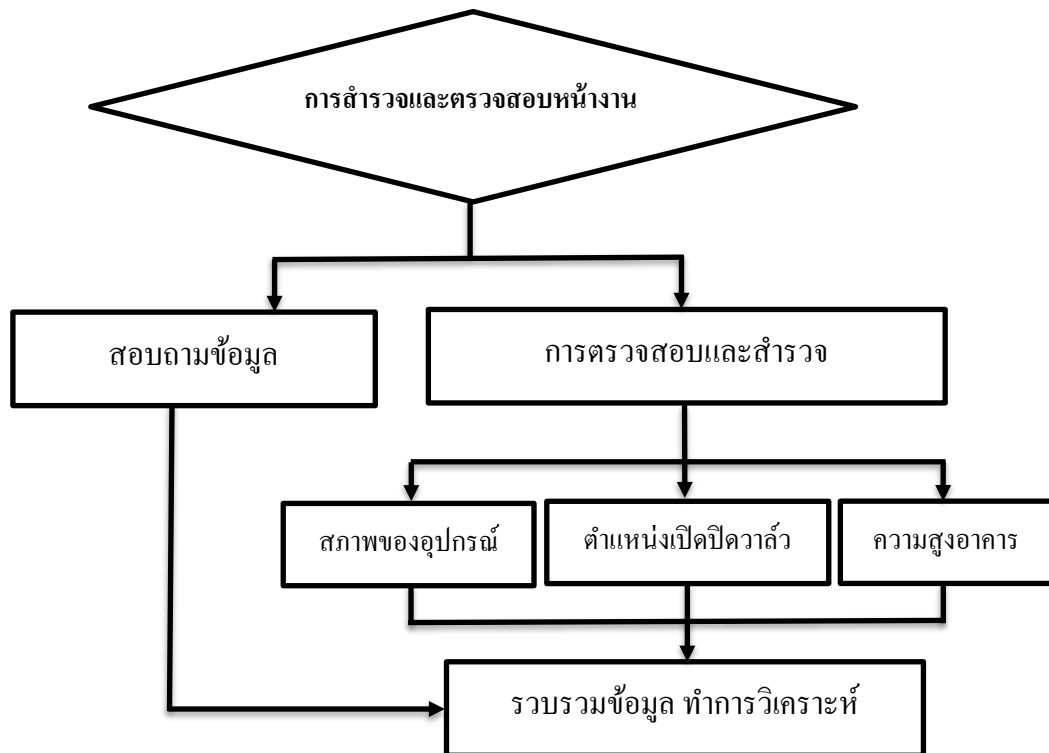 การสำรวจและตรวจสอบหน้างาน
สอบถามข้อมูล
การตรวจสอบและสำรวจ
สภาพของอุปกรณ์
ตำแหน่งเปิดปิดวาล์ว
ความสูงอาคาร
รวบรวมข้อมูล ทำการวิเคราะห์